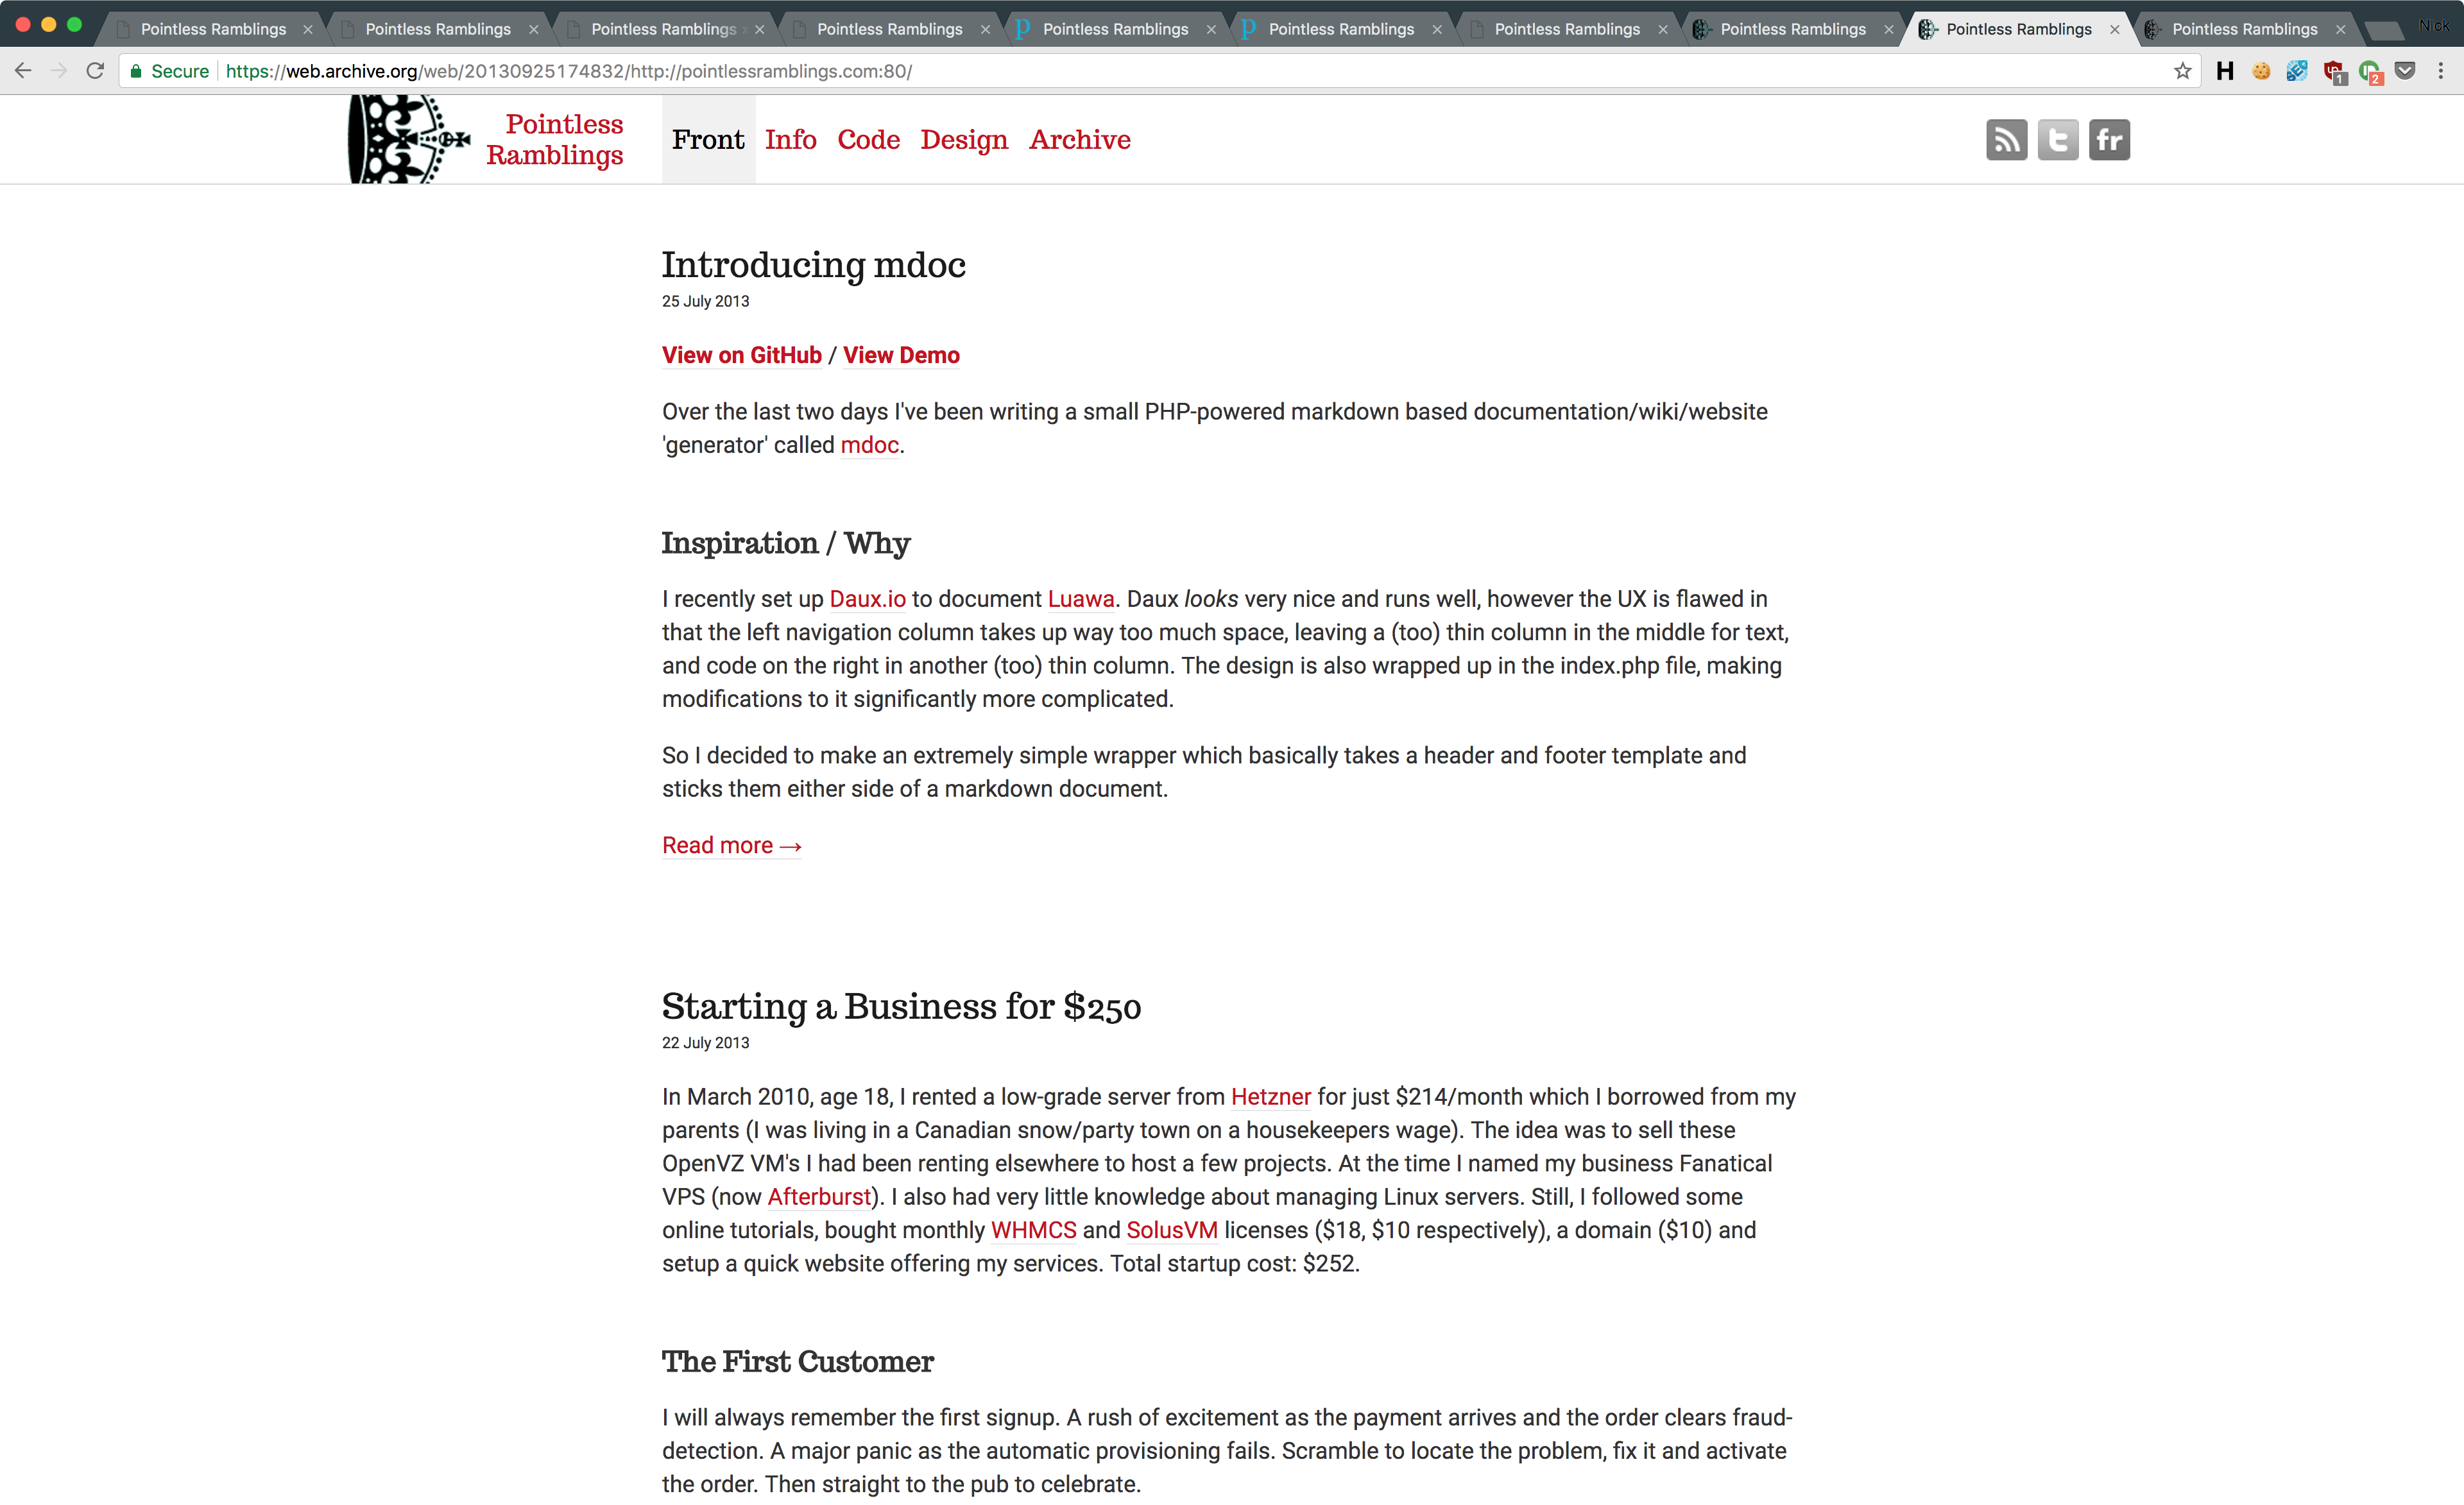 Pointless Ramblings Pointless Ramblings Pointless Ramblings Pointless Ramblings Pointless Ramblings Pointless Ramblings Pointless Ramblings Pointless Ramblings Pointless Ramblings Pointless Ramblings Nick
Secure https://web.archive.org/web/20130925174832/http://pointlessramblings.com:80/ H 1 2
Pointless
Ramblings
Front Info Code Design Archive t fr
Introducing mdoc
25 July 2013
View on GitHub / View Demo
Over the last two days I've been writing a small PHP-powered markdown based documentation/wiki/website
'generator' called mdoc.
Inspiration / Why
I recently set up Daux.io to document Luawa. Daux looks very nice and runs well, however the UX is flawed in
that the left navigation column takes up way too much space, leaving a (too) thin column in the middle for text,
and code on the right in another (too) thin column. The design is also wrapped up in the index.php file, making
modifications to it significantly more complicated.
So I decided to make an extremely simple wrapper which basically takes a header and footer template and
sticks them either side of a markdown document.
Read more →
Starting a Business for $250
22 July 2013
In March 2010, age 18, I rented a low-grade server from Hetzner for just $214/month which I borrowed from my
parents (I was living in a Canadian snow/party town on a housekeepers wage). The idea was to sell these
OpenVZ VM's I had been renting elsewhere to host a few projects. At the time I named my business Fanatical
VPS (now Afterburst). I also had very little knowledge about managing Linux servers. Still, I followed some
online tutorials, bought monthly WHMCS and SolusVM licenses ($18, $10 respectively), a domain ($10) and
setup a quick website offering my services. Total startup cost: $252.
The First Customer
I will always remember the first signup. A rush of excitement as the payment arrives and the order clears fraud-
detection. A major panic as the automatic provisioning fails. Scramble to locate the problem, fix it and activate
the order. Then straight to the pub to celebrate.